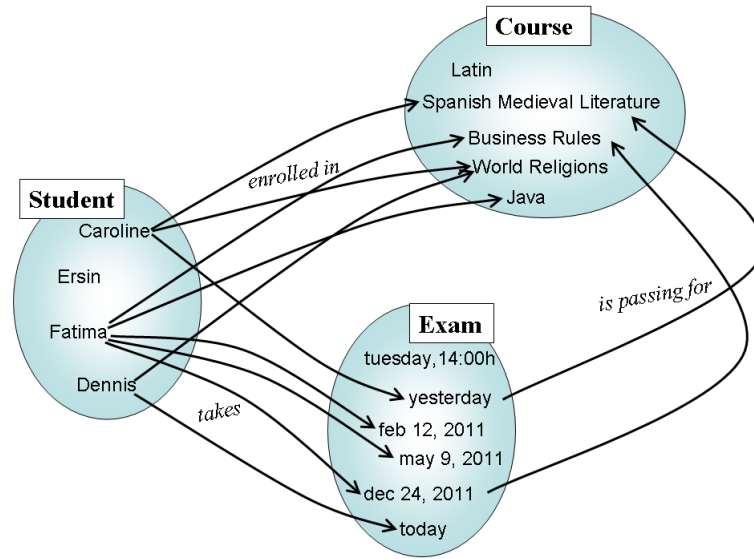 Course
Latin
Spanish Medieval Literature
Business Rules
World Religions
Java
enrolled in
Student
Caroline
Ersin
Fatima
Dennis
is passing for
Exam
tuesday,14:00h
yesterday
feb 12, 2011
may 9, 2011
dec 24, 2011
today
takes